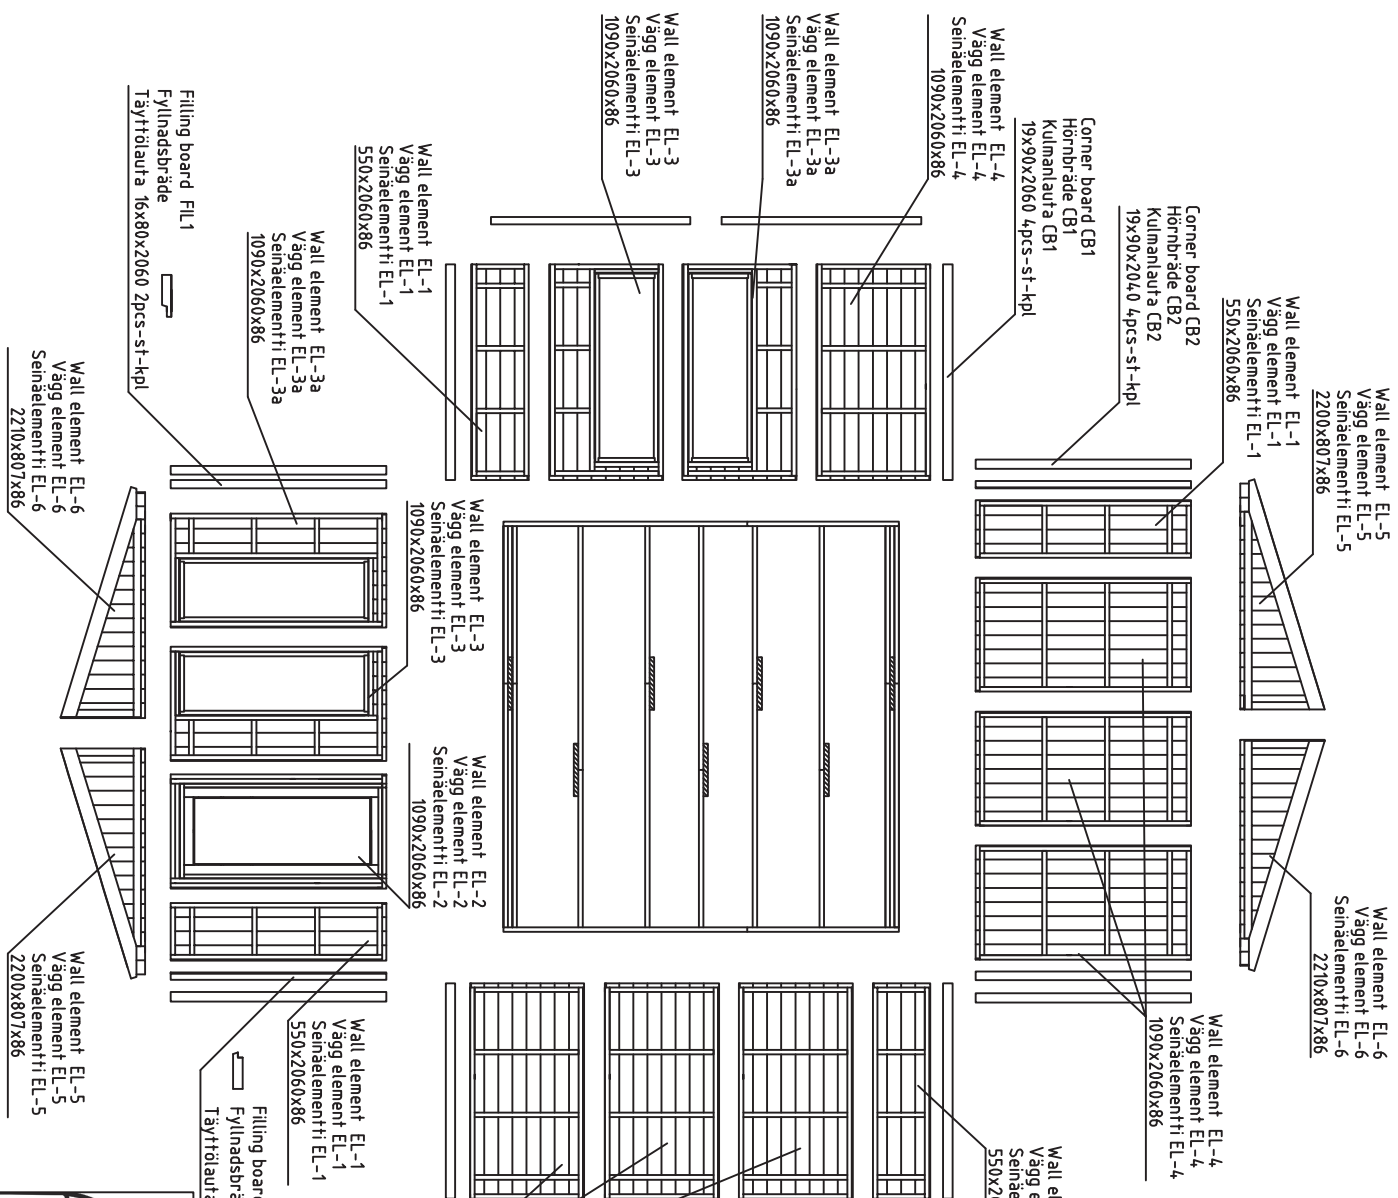 Wall element EL-5
Vägg element EL-5
Seinäelementti EL-5
2200x807x86
Wall element EL-1
Vägg element EL-1
Seinäelementti EL-1
550x2060x86
Corner board CB2
Hörnbräde CB2
Kulmanlauta CB2
19x90x2040 4pcs-st-kpl
Corner board CB1
Hörnbräde CB1
Kulmanlauta CB1
19x90x2060 4pcs-st-kpl
Wall element EL-4
Vägg element EL-4
Seinäelementti EL-4
1090x2060x86
Wall element EL-3a
Vägg element EL-3a
Seinäelementti EL-3a
1090x2060x86
Wall element EL-3
Vägg element EL-3
Seinäelementti EL-3
1090x2060x86
Wall element EL-1
Vägg element EL-1
Seinäelementti EL-1
550x2060x86
Wall element EL-3a
Vägg element EL-3a
Seinäelementti EL-3a
1090x2060x86
Filling board FIL1
Fyllnadsbräde
Täyttölauta 16x80x2060 2pcs-st-kpl
Wall element EL-6
Vägg element EL-6
Seinäelementti EL-6
2210x807x86
Wall element EL-3
Vägg element EL-3
Seinäelementti EL-3
1090x2060x86
Wall element EL-2
Vägg element EL-2
Seinäelementti EL-2
1090x2060x86
Wall element EL-6
Vägg element EL-6
Seinäelementti EL-6
2210x807x86
Wall element EL-4
Vägg element EL-4
Seinäelementti EL-4
1090x2060x86
Wall element EL-1
Vägg element EL-1
Seinäelementti EL-1
550x2060x86
Wall element EL-5
Vägg element EL-5
Seinäelementti EL-5
2200x807x86
Filling board
Fyllnadsbrä
Täyttölauta
Wall el
Vägg e
Seinäe
550x2